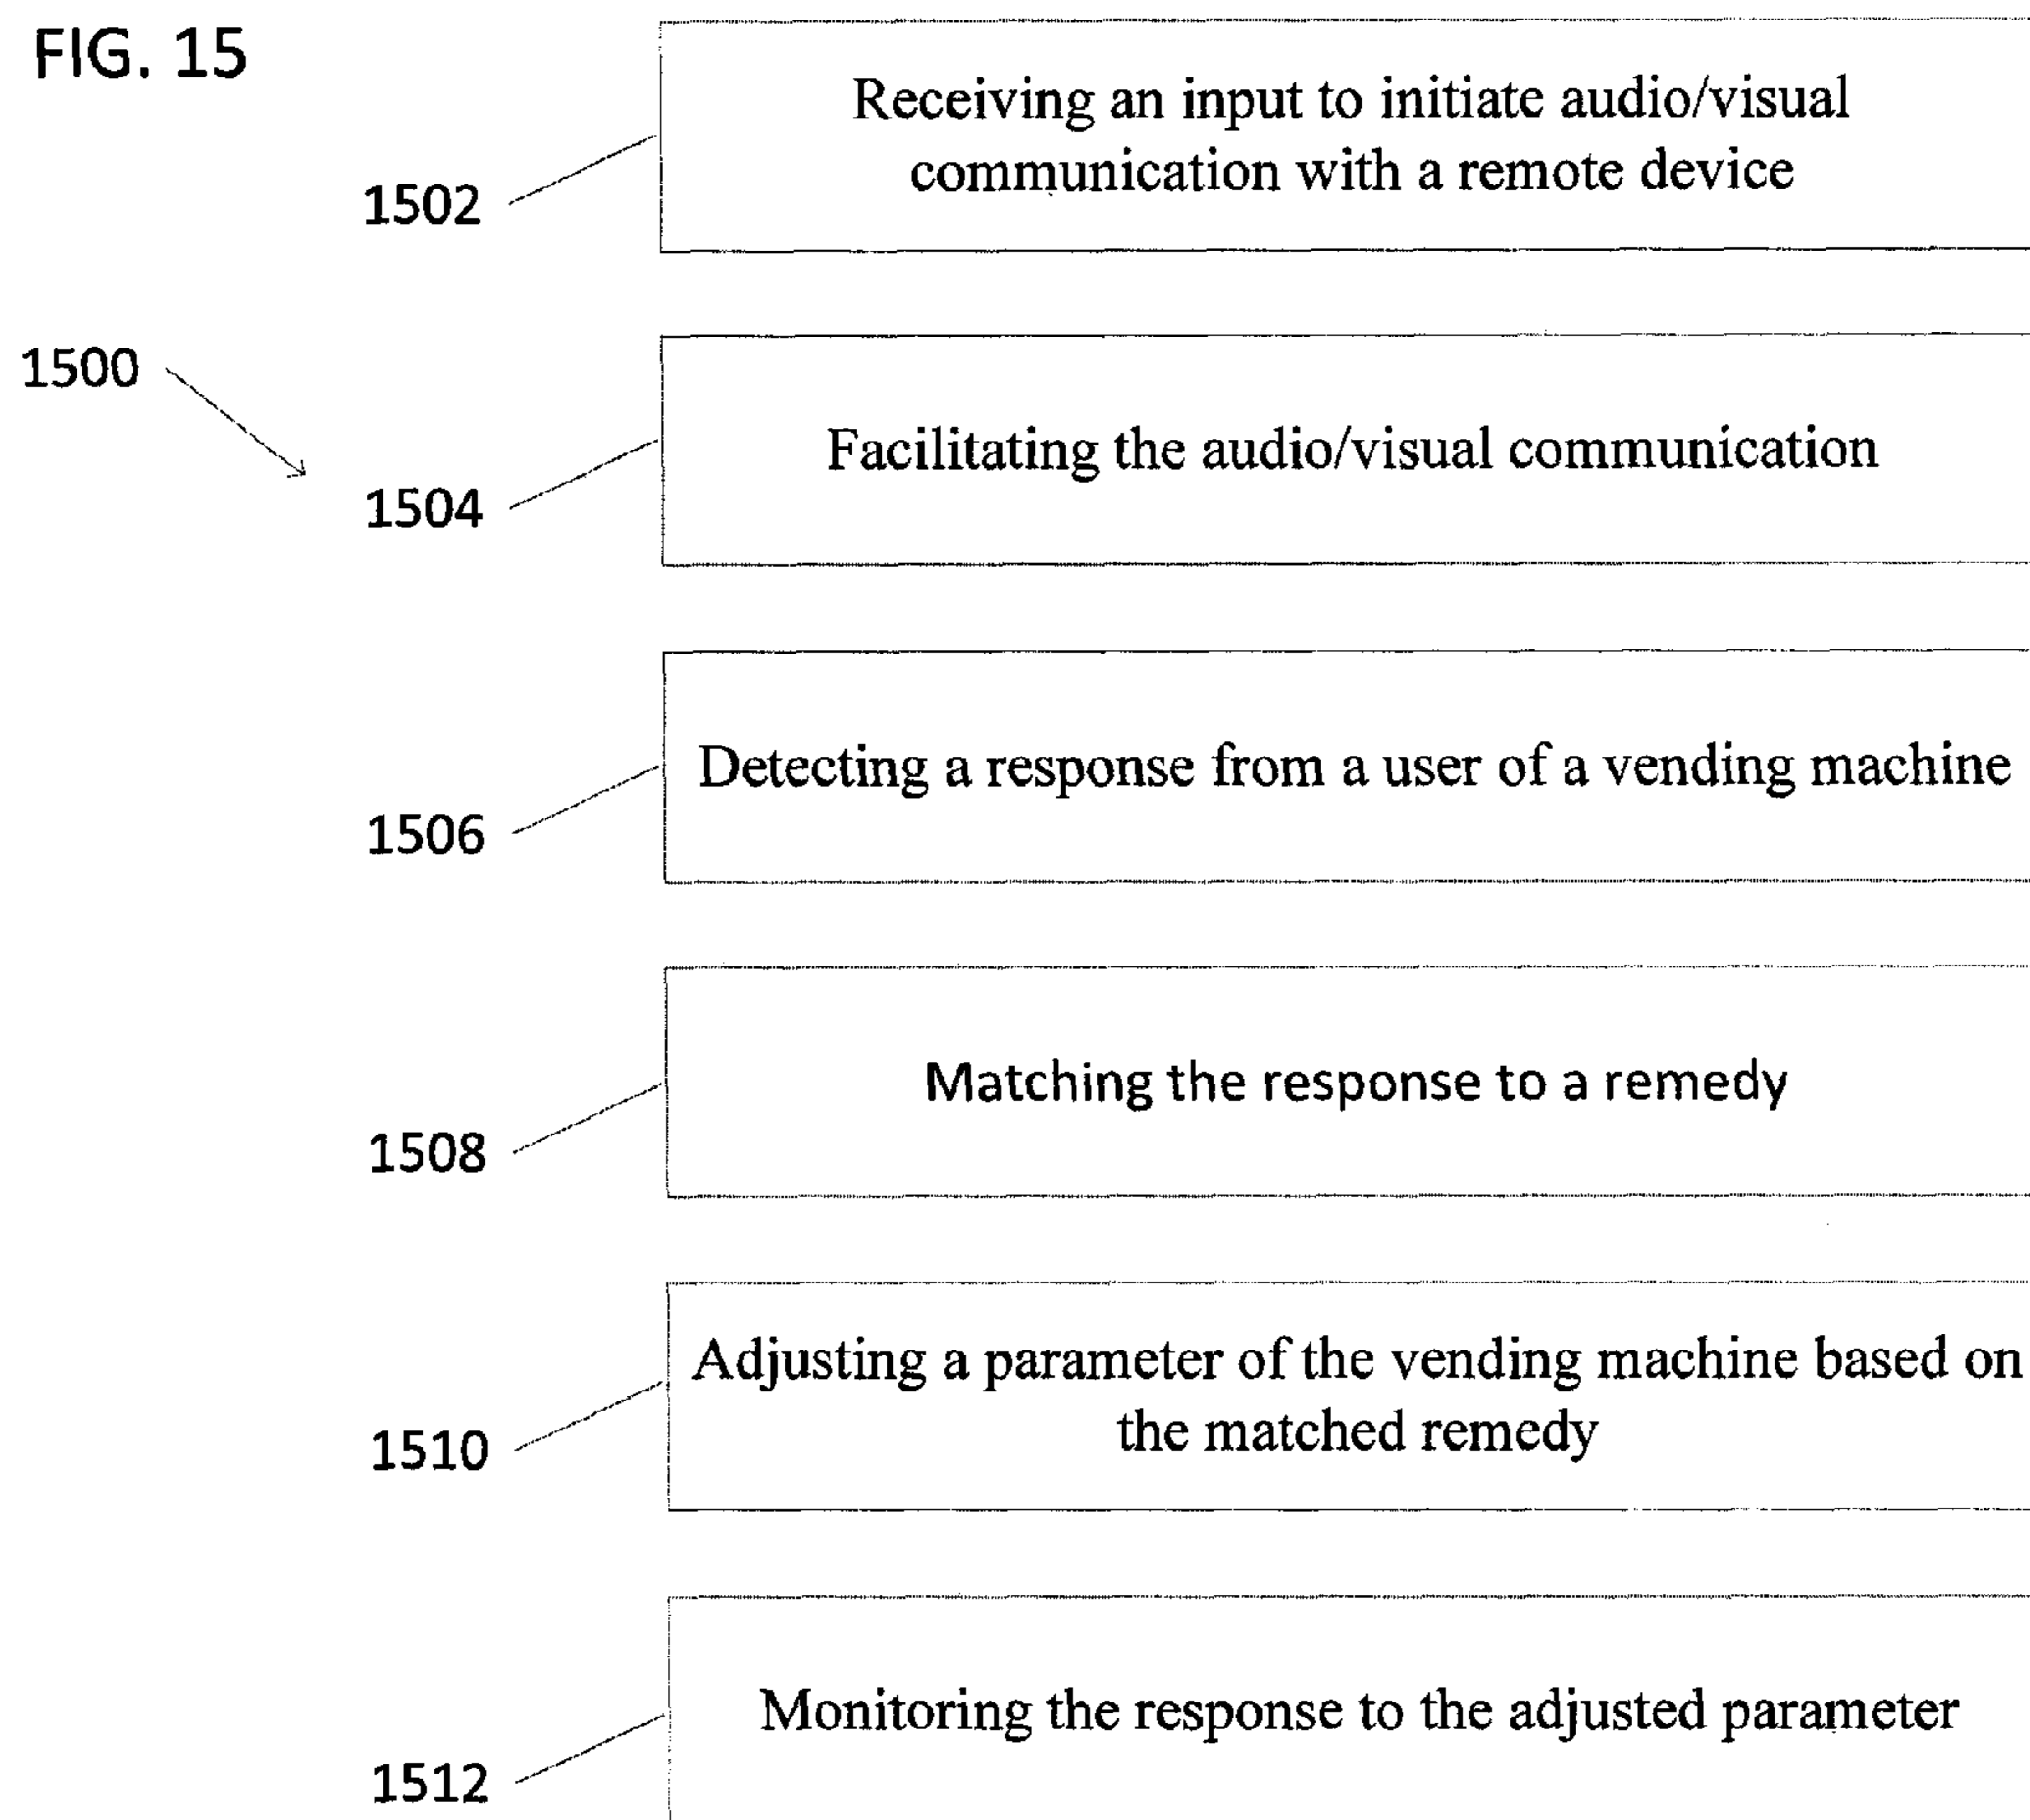 FIG. 15
Receiving an input to initiate audio/visual
communication with a remote device
1502
1500
Facilitating the audio/visual communication
1504
Detecting a response from a user of a vending machine
1506
Matching the response to a remedy
1508
Adjusting a parameter of the vending machine based on
the matched remedy
1510
Monitoring the response to the adjusted parameter
1512